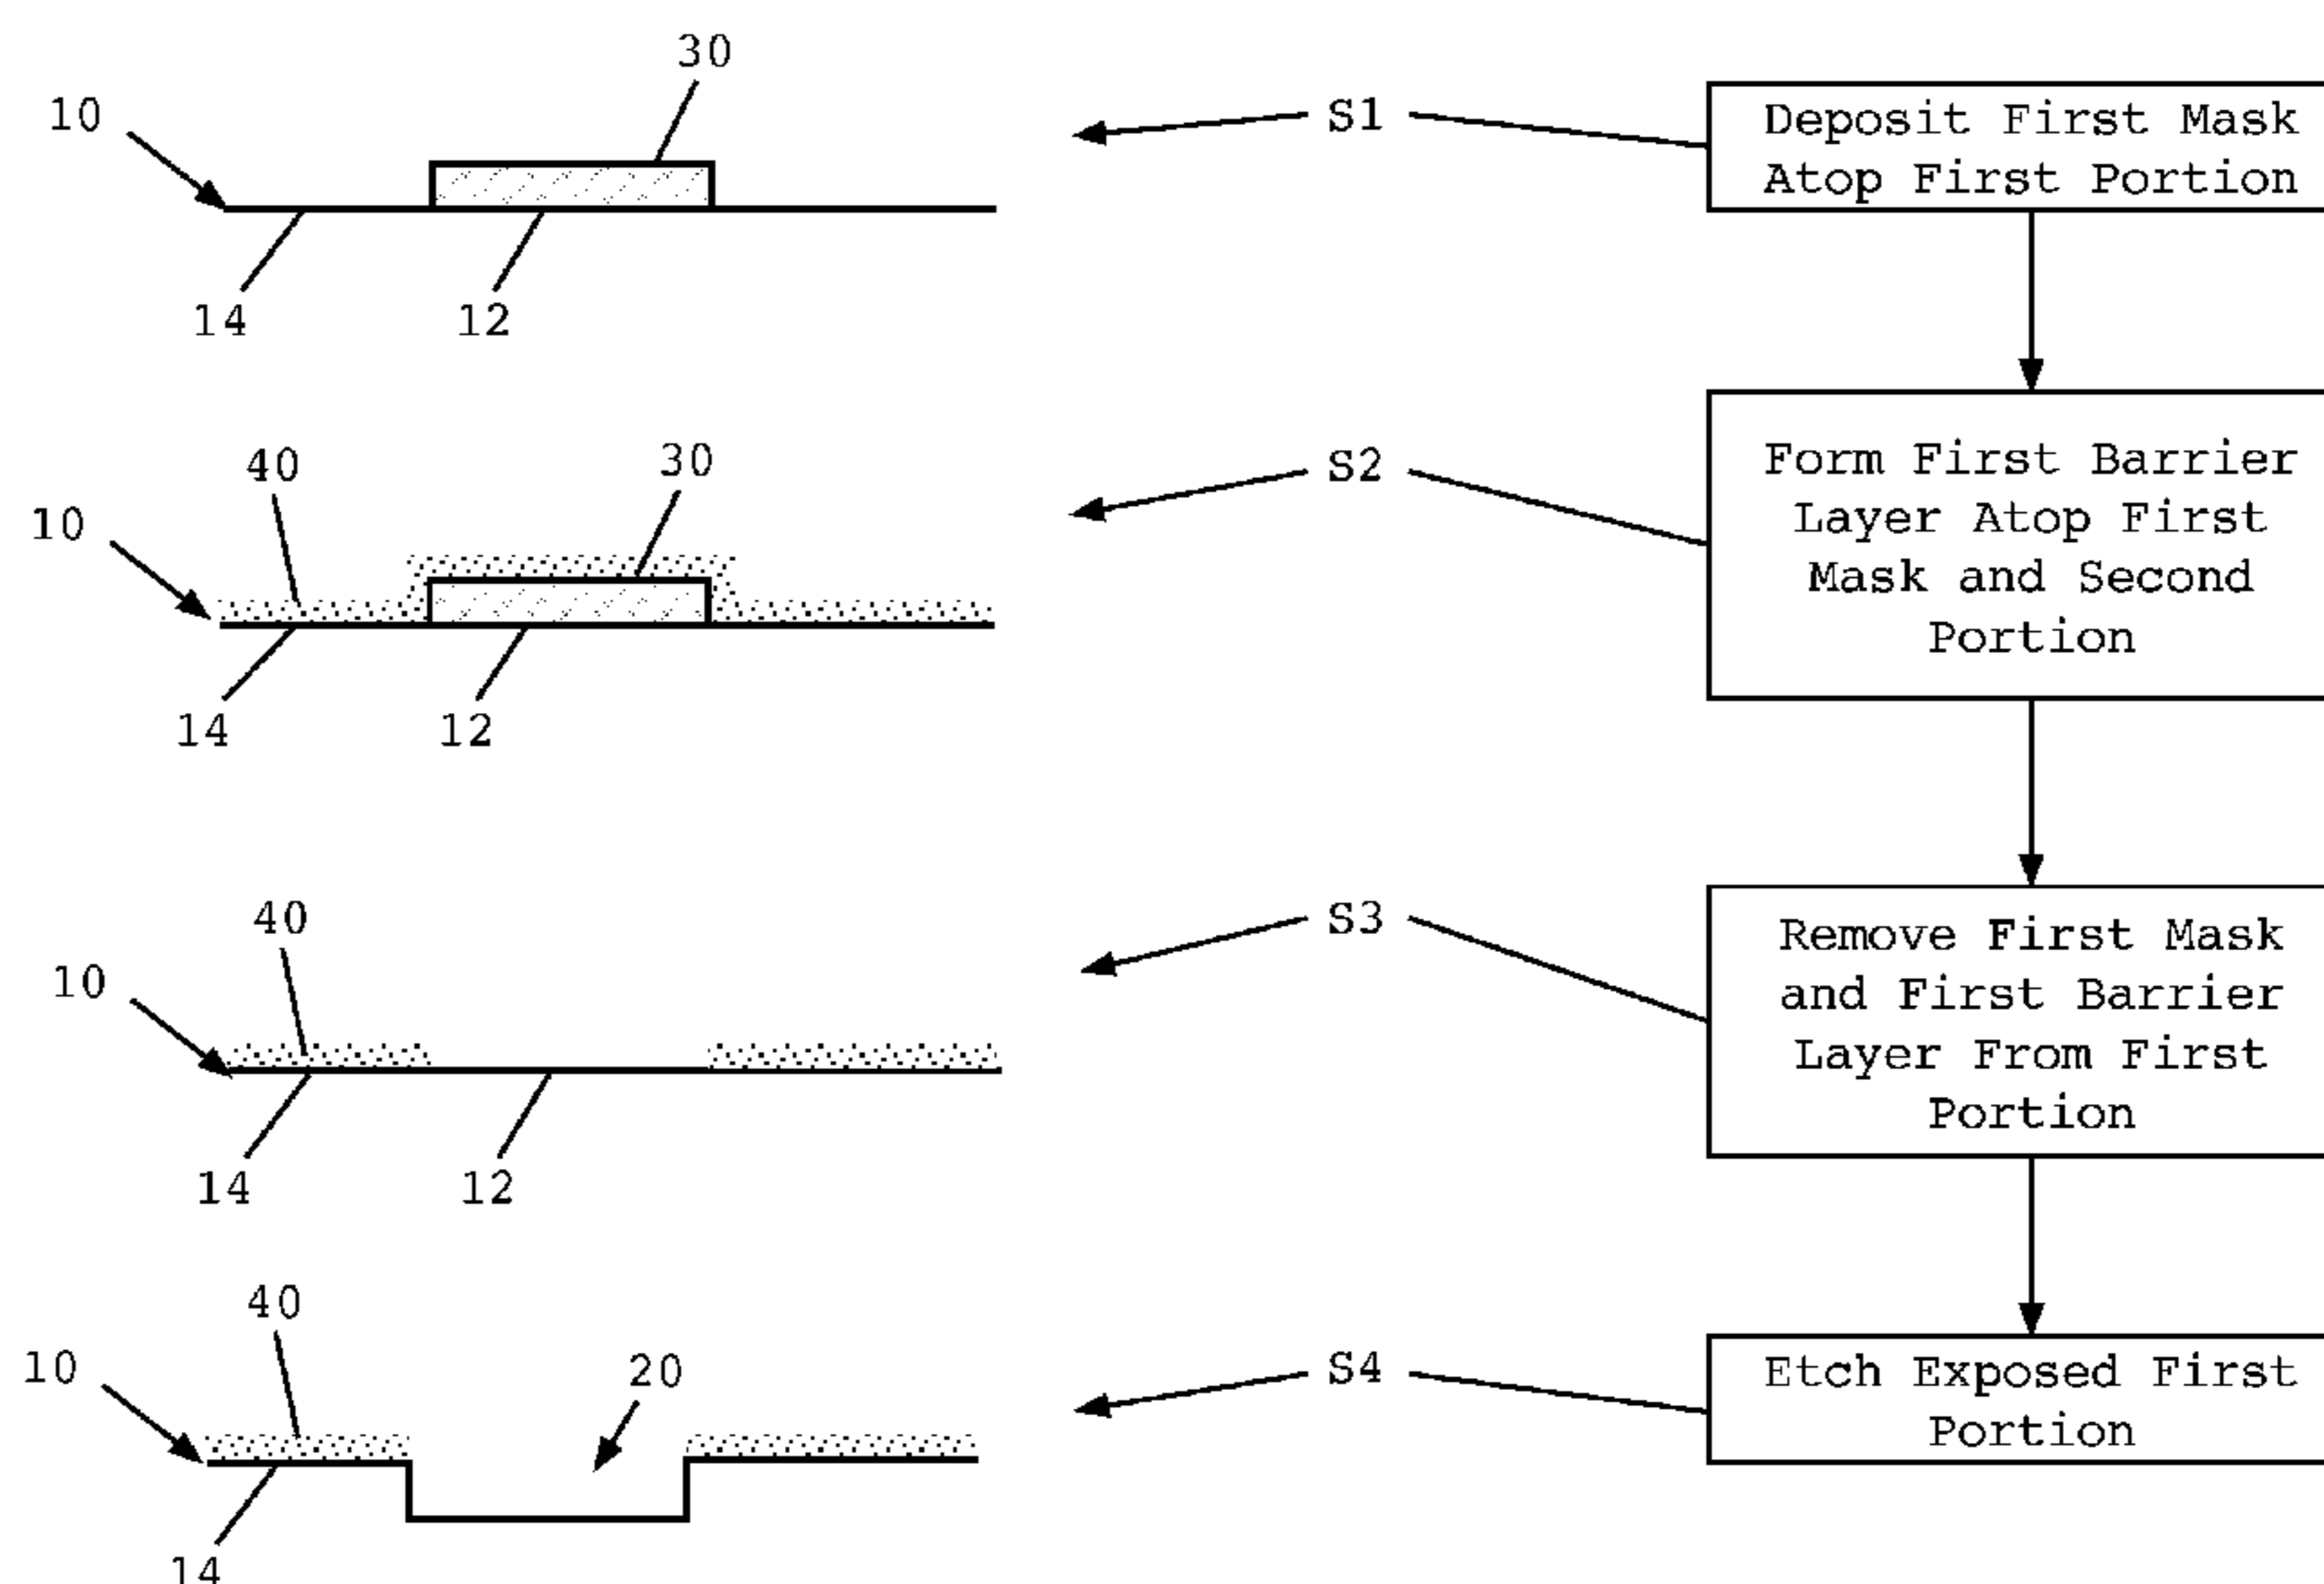 30
10
S1
Deposit First Mask
Atop First Portion
14
12
40
30
S2
10
Form First Barrier
Layer Atop First
Mask and Second
Portion
14
12
40
S3
10
Remove First Mask
and First Barrier
Layer From First
Portion
14
12
40
20
S4
10
Etch Exposed First
Portion
14